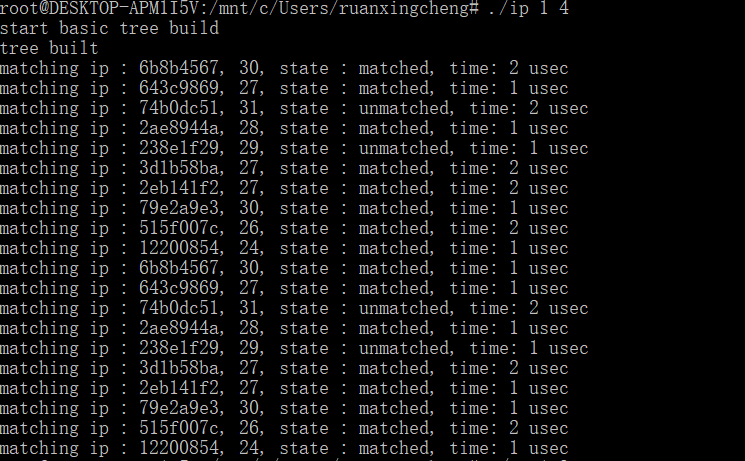 root@DESKTOP-APM1I5V:/mnt/c/Users/ruanxingcheng# ./ip 1 4
start basic tree build
tree built
matching ip : 6b8b4567, 30, state : matched, time: 2 usec
matching ip : 643c9869, 27, state : matched, time: 1 usec
matching ip : 74b0dc51, 31, state : unmatched, time: 2 usec
matching ip : 2ae8944a, 28, state : matched, time: 1 usec
matching ip : 238e1f29, 29, state : unmatched, time: 1 usec
matching ip : 3d1b58ba, 27, state : matched, time: 2 usec
matching ip : 2eb141f2, 27, state : matched, time: 2 usec
matching ip : 79e2a9e3, 30, state : matched, time: 1 usec
matching ip : 515f007c, 26, state : matched, time: 2 usec
matching ip : 12200854, 24, state : matched, time: 1 usec
matching ip : 6b8b4567, 30, state : matched, time: 1 usec
matching ip : 643c9869, 27, state : matched, time: 1 usec
matching ip : 74b0dc51, 31, state : unmatched, time: 2 usec
matching ip : 2ae8944a, 28, state : matched, time: 1 usec
matching ip : 238e1f29, 29, state : unmatched, time: 1 usec
matching ip : 3d1b58ba, 27, state : matched, time: 2 usec
matching ip : 2eb141f2, 27, state : matched, time: 1 usec
matching ip : 79e2a9e3, 30, state : matched, time: 1 usec
matching ip : 515f007c, 26, state : matched, time: 2 usec
matching ip : 12200854, 24, state : matched, time: 1 usec